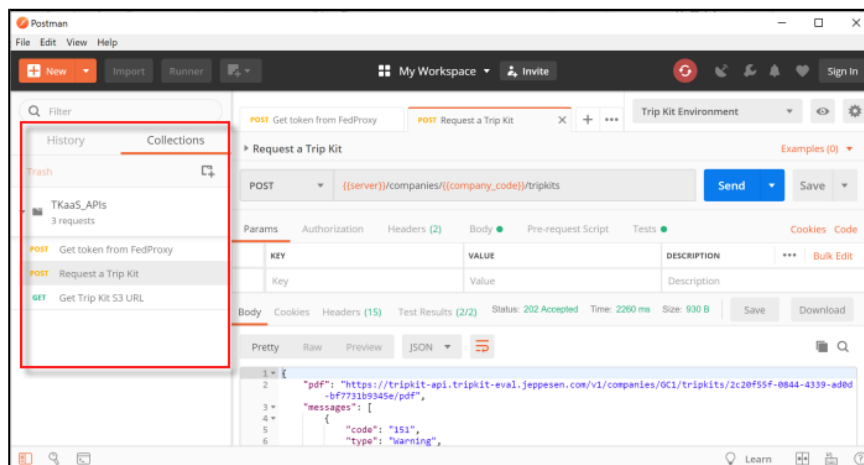 Postman
File Edit View Help
New Import Runner My Workspace Invite Sign In
Filter
History Collections
Trash
TKaaS_APIs
3 requests
POST Get token from FedProxy
POST Request a Trip Kit
GET Get Trip Kit S3 URL
POST Get token from FedProxy POST Request a Trip Kit Trip Kit Environment
Request a Trip Kit Examples (0)
POST {{server}}/companies/{{company_code}}/tripkits Send Save
Params Authorization Headers (2) Body Pre-request Script Tests Cookies Code
KEY VALUE DESCRIPTION Bulk Edit
Key Value Description
Body Cookies Headers (15) Test Results (2/2) Status: 202 Accepted Time: 2260 ms Size: 930 B Save Download
Pretty Raw Preview JSON
1 {
2 "pdf": "https://tripkit-api.tripkit-eval.jeppesen.com/v1/companies/GC1/tripkits/2c20f55f-0844-4339-ad0d
-bf7731b9345e/pdf",
3 "messages": [
4 {
5 "code": "151",
6 "type": "Warning",
Learn